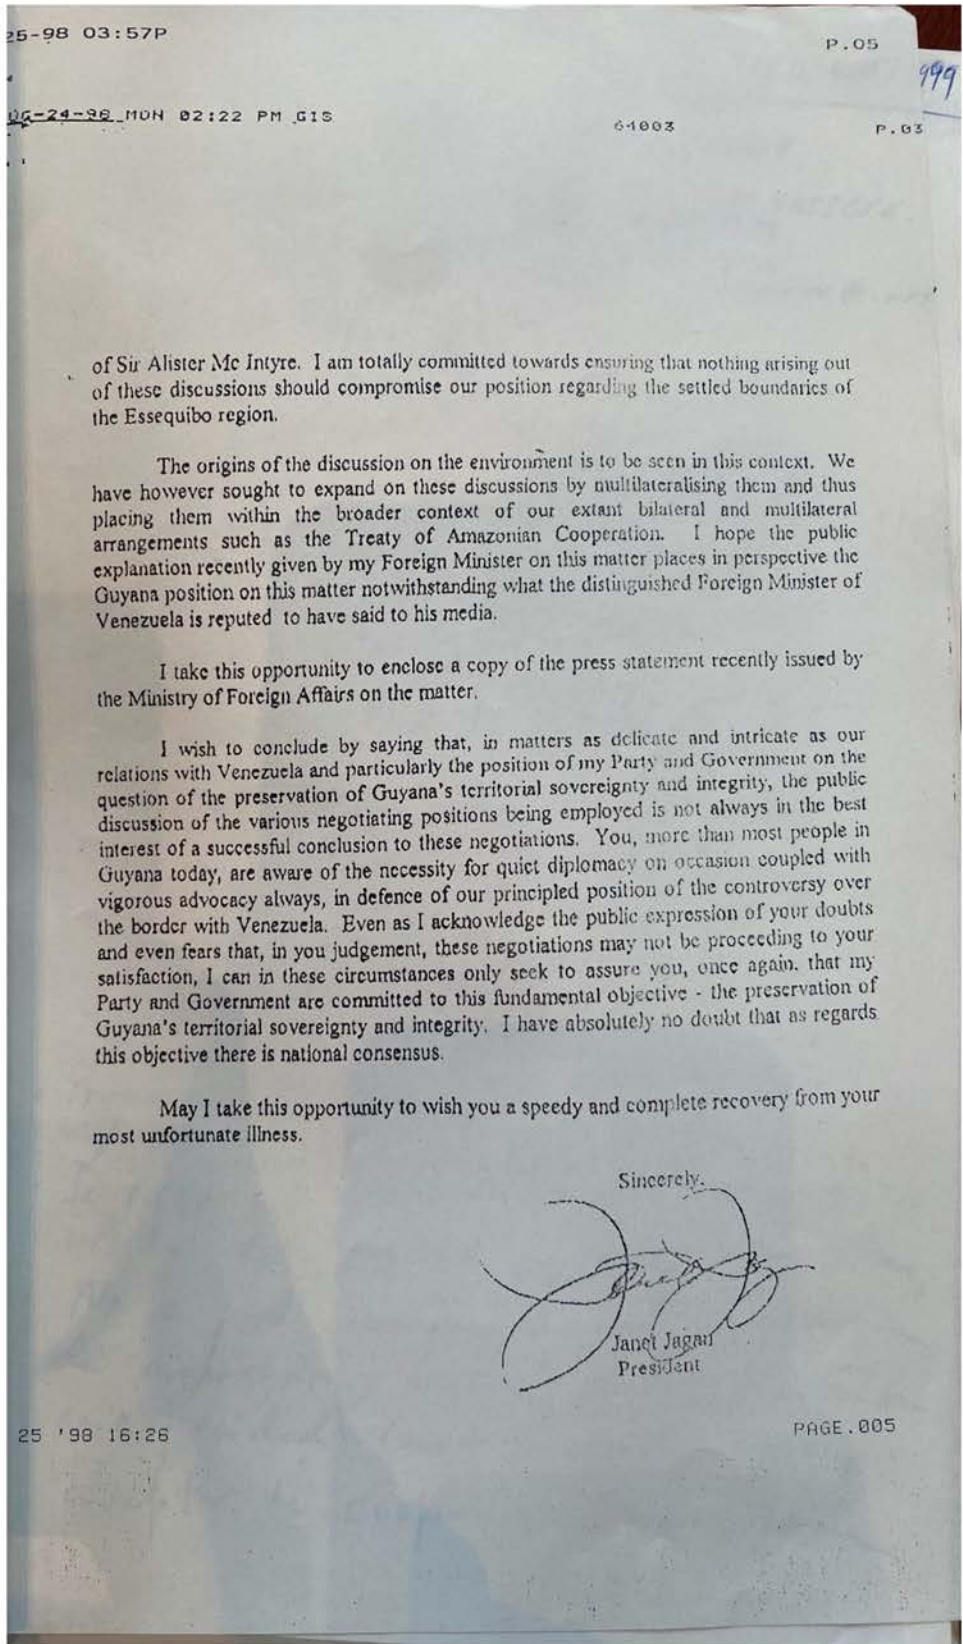 25-98 03:57P
P.05
999
UG-24-98 MON 02:22 PM GIS
64003
P.03
of Sir Alister Mc Intyre. I am totally committed towards ensuring that nothing arising out
of these discussions should compromise our position regarding the settled boundaries of
the Essequibo region.
The origins of the discussion on the environment is to be seen in this context. We
have however sought to expand on these discussions by multilateralising them and thus
placing them within the broader context of our extant bilateral and multilateral
arrangements such as the Treaty of Amazonian Cooperation. I hope the public
explanation recently given by my Foreign Minister on this matter places in perspective the
Guyana position on this matter notwithstanding what the distinguished Foreign Minister of
Venezuela is reputed to have said to his media.
I take this opportunity to enclose a copy of the press statement recently issued by
the Ministry of Foreign Affairs on the matter.
I wish to conclude by saying that, in matters as delicate and intricate as our
relations with Venezuela and particularly the position of my Party and Government on the
question of the preservation of Guyana's territorial sovereignty and integrity, the public
discussion of the various negotiating positions being employed is not always in the best
interest of a successful conclusion to these negotiations. You, more than most people in
Guyana today, are aware of the necessity for quiet diplomacy on occasion coupled with
vigorous advocacy always, in defence of our principled position of the controversy over
the border with Venezuela. Even as I acknowledge the public expression of your doubts
and even fears that, in you judgement, these negotiations may not be proceeding to your
satisfaction, I can in these circumstances only seek to assure you, once again, that my
Party and Government are committed to this fundamental objective - the preservation of
Guyana's territorial sovereignty and integrity. I have absolutely no doubt that as regards
this objective there is national consensus.
May I take this opportunity to wish you a speedy and complete recovery from your
most unfortunate illness.
Sincerely,
Janet Jagan
President
25 '98 16:26
PAGE.005